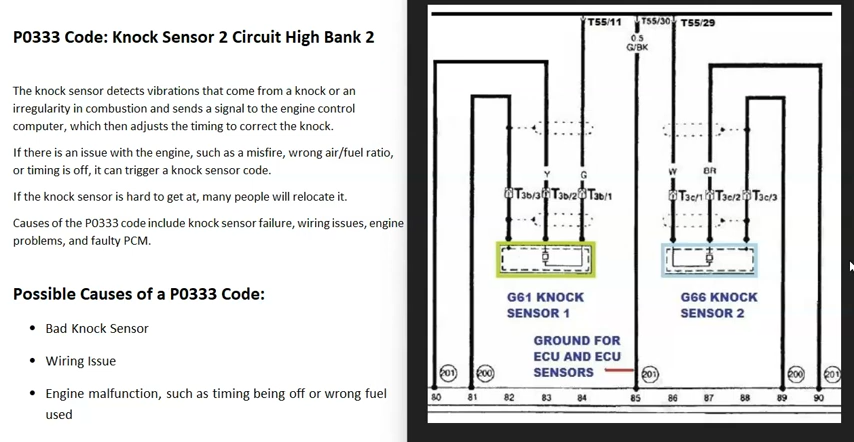 P0333 Code: Knock Sensor 2 Circuit High Bank 2
The knock sensor detects vibrations that come from a knock or an
irregularity in combustion and sends a signal to the engine control
computer, which then adjusts the timing to correct the knock.
If there is an issue with the engine, such as a misfire, wrong air/fuel ratio,
or timing is off, it can trigger a knock sensor code.
If the knock sensor is hard to get at, many people will relocate it.
Causes of the P0333 code include knock sensor failure, wiring issues, engine
problems, and faulty PCM.
Possible Causes of a P0333 Code:
• Bad Knock Sensor
• Wiring Issue
• Engine malfunction, such as timing being off or wrong fuel
used
T55/11 T55/30 T55/29
0.5
G/BK
Y G W BR
T3b/3 T3b/2 T3b/1 T3c/1 T3c/2 T3c/3
G61 KNOCK
SENSOR 1
G66 KNOCK
SENSOR 2
GROUND FOR
ECU AND ECU
SENSORS
201 200 201 200 201
80 81 82 83 84 85 86 87 88 89 90